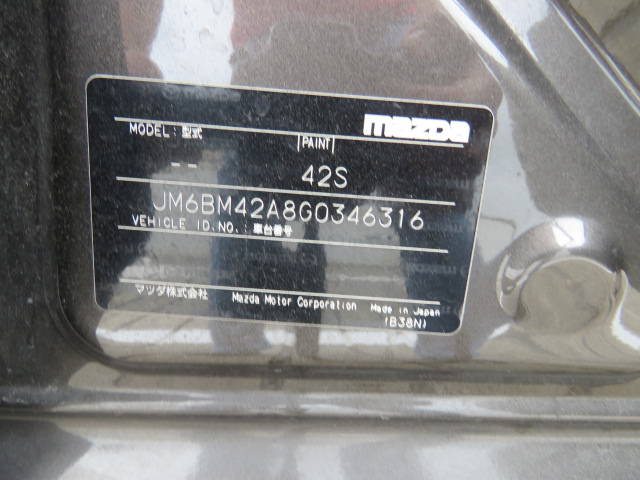 mazda
MODEL: 型式
PAINT
--
42S
JM6BM42A8G0346316
VEHICLE ID.NO.: 車台番号
マツダ株式会社 Mazda Motor Corporation Made in Japan
(B38N)